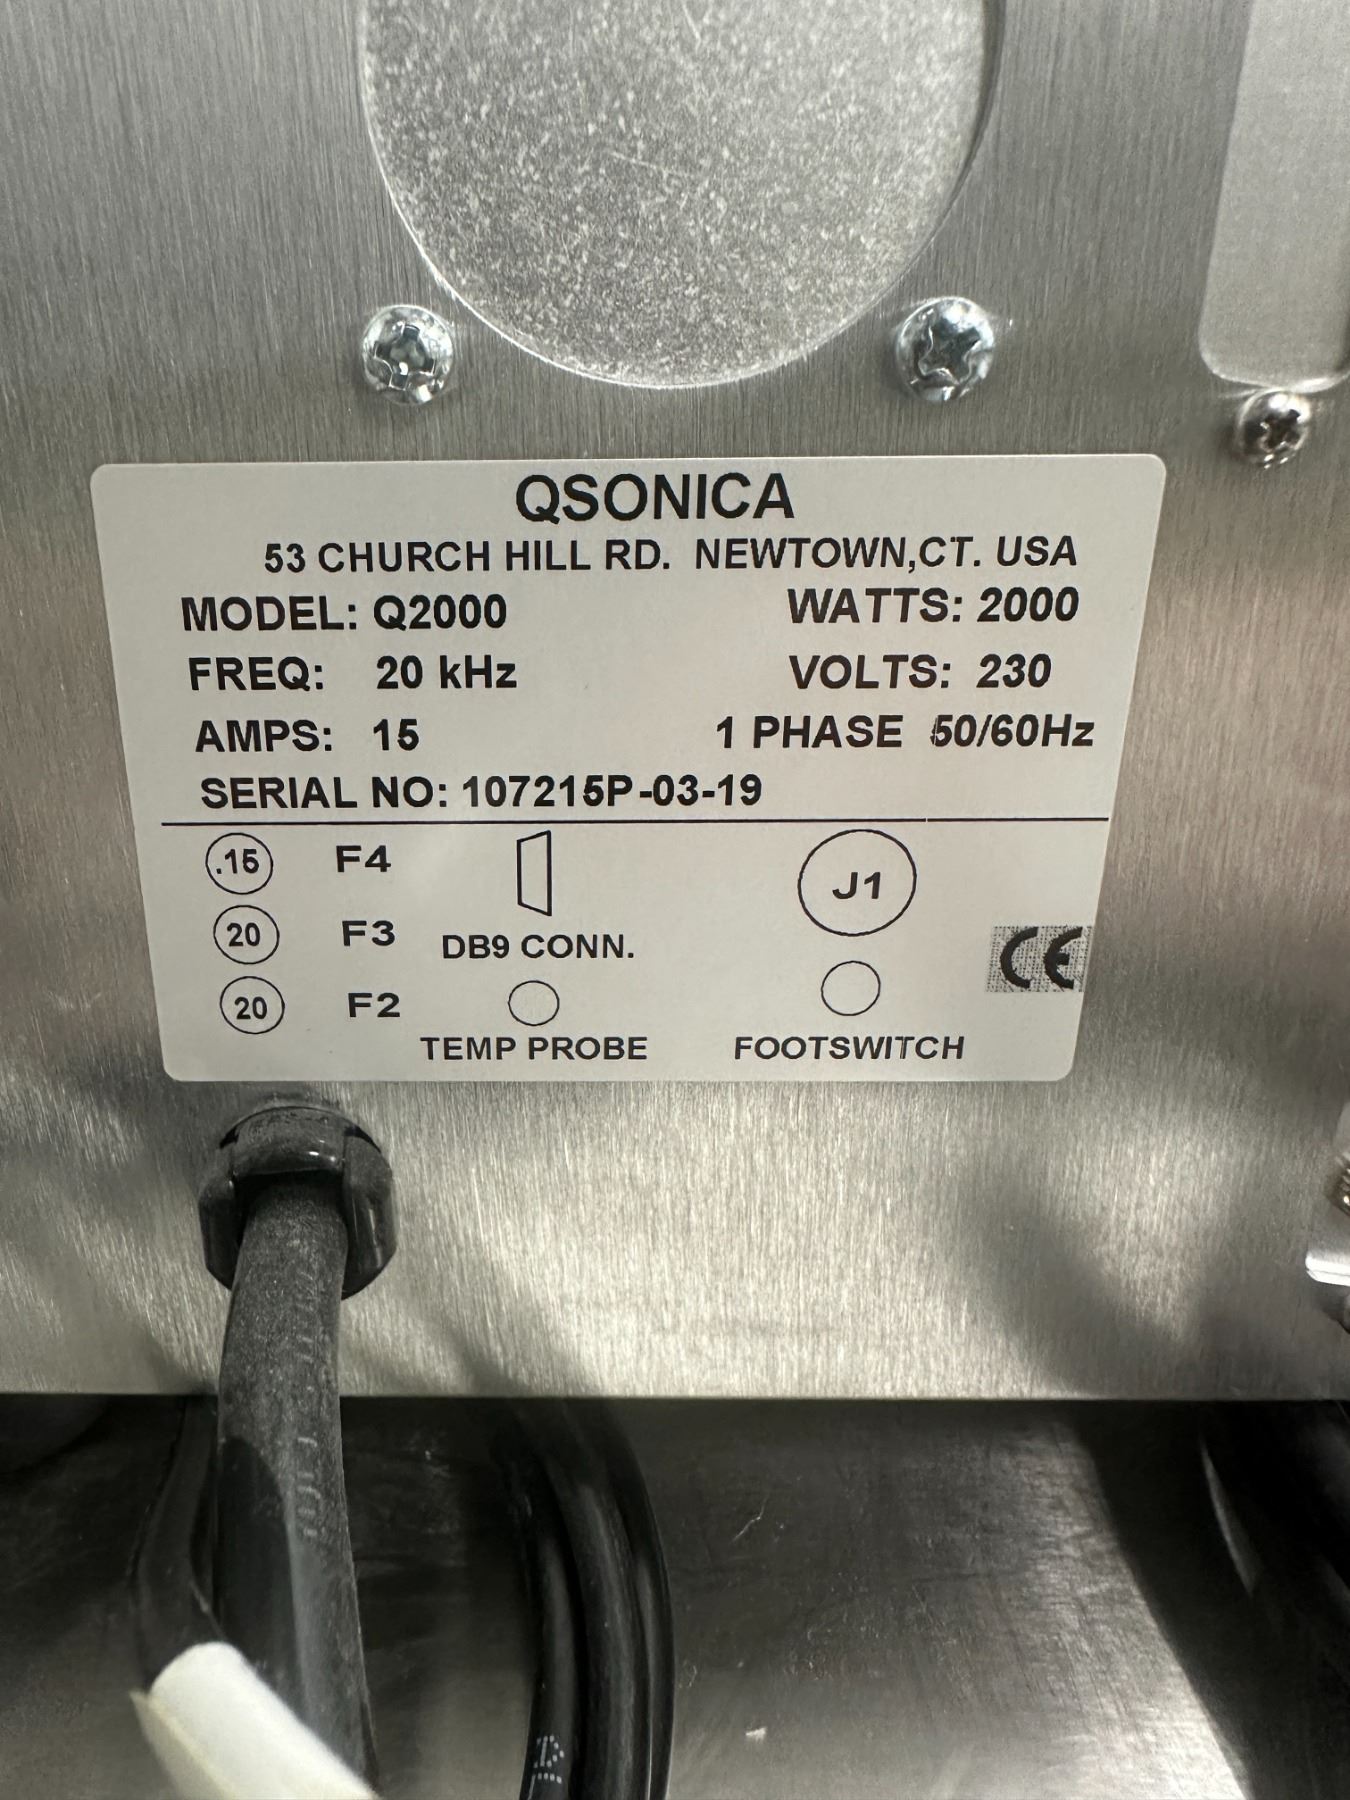 QSONICA
53 CHURCH HILL RD. NEWTOWN,CT. USA
MODEL: Q2000 WATTS: 2000
FREQ: 20 kHz VOLTS: 230
AMPS: 15 1 PHASE 50/60Hz
SERIAL NO: 107215P-03-19
.15 F4
J1
20 F3 DB9 CONN.
CE
20 F2
TEMP PROBE FOOTSWITCH